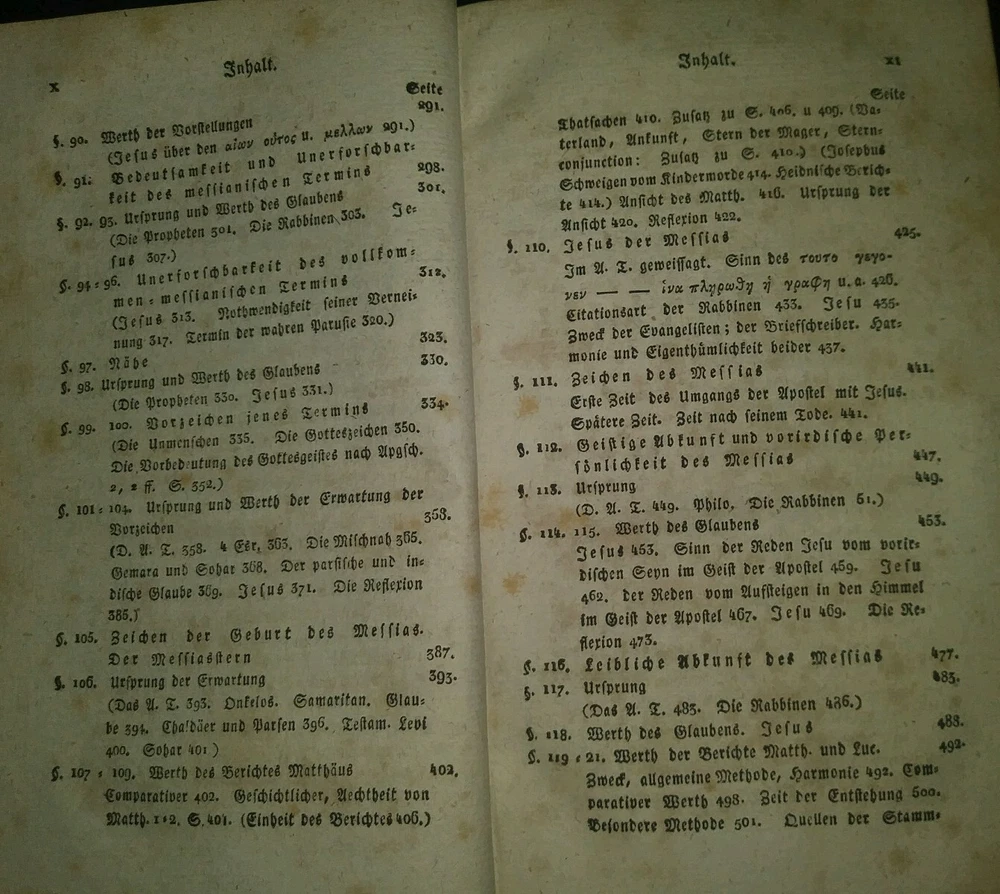 x
Inhalt.
Seite
§. 90. Werth der Vorstellungen 291.
(Jesus über den αἰων οὑτος u. μελλων 291.)
§. 91. Bedeutsamkeit und Unerforschbar=
keit des messianischen Termins 298.
§. 92. 93. Ursprung und Werth des Glaubens 301.
(Die Propheten 301. Die Rabbinen 303. Je=
sus 307.)
§. 94=96. Unerforschbarkeit des vollkom=
men=messianischen Termins 312.
(Jesus 313. Nothwendigkeit seiner Vernei=
nung 317. Termin der wahren Parusie 320.)
§. 97. Nähe 323.
§. 98. Ursprung und Werth des Glaubens 330.
(Die Propheten 330. Jesus 331.)
§. 99. 100. Vorzeichen jenes Termins 334.
(Die Unmenschen 335. Die Gotteszeichen 350.
Die Vorbedeutung des Gottesgeistes nach Apgsch.
2, 2 ff. S. 352.)
§. 101=104. Ursprung und Werth der Erwartung der
Vorzeichen 358.
(D. A. T. 358. 4 Esr. 363. Die Mischnah 365.
Gemara und Sohar 368. Der parsische und in=
dische Glaube 369. Jesus 371. Die Reflexion
386.)
§. 105. Zeichen der Geburt des Messias.
Der Messiasstern 387.
§. 106. Ursprung der Erwartung 393.
(Das A. T. 393. Onkelos. Samaritan. Glau=
be 394. Chaldäer und Parsen 396. Testam. Levi
400. Sohar 401)
§. 107=109. Werth des Berichtes Matthäus 402.
Comparativer 402. Geschichtlicher, Aechtheit von
Matth. 1=2. S. 404. (Einheit des Berichtes 406.)
Inhalt.
xi
Seite
Thatsachen 410. Zusatz zu S. 406. u 409. (Va=
terland, Ankunft, Stern der Mager, Stern=
conjunction: Zusatz zu S. 410.) (Josephus
Schweigen vom Kindermorde 414. Heidnische Berich=
te 414.) Ansicht des Matth. 416. Ursprung der
Ansicht 420. Reflexion 422.
§. 110. Jesus der Messias 425.
Im A. T. geweissagt. Sinn des τουτο γεγο-
νεν — — ἱνα πληρωθῃ ἡ γραφη u. a. 426.
Citationsart der Rabbinen 433. Jesu 435.
Zweck der Evangelisten; der Briefschreiber. Har=
monie und Eigenthümlichkeit beider 437.
§. 111. Zeichen des Messias 441.
Erste Zeit des Umgangs der Apostel mit Jesus.
Spätere Zeit. Zeit nach seinem Tode. 441.
§. 112. Geistige Abkunft und vorirdische Per=
sönlichkeit des Messias 447.
§. 113. Ursprung 449.
(D. A. T. 449. Philo. Die Rabbinen 51.)
§. 114. 115. Werth des Glaubens 453.
Jesus 453. Sinn der Reden Jesu vom vorir=
dischen Seyn im Geist der Apostel 459. Jesu
462. der Reden vom Aufsteigen in den Himmel
im Geist der Apostel 467. Jesu 469. Die Re=
flexion 473.
§. 116. Leibliche Abkunft des Messias 477.
§. 117. Ursprung 483.
(Das A. T. 483. Die Rabbinen 486.)
§. 118. Werth des Glaubens. Jesus 488.
§. 119=21. Werth der Berichte Matth. und Luc. 492.
Zweck, allgemeine Methode, Harmonie 492. Com=
parativer Werth 498. Zeit der Entstehung 500.
Besondere Methode 501. Quellen der Stamm=